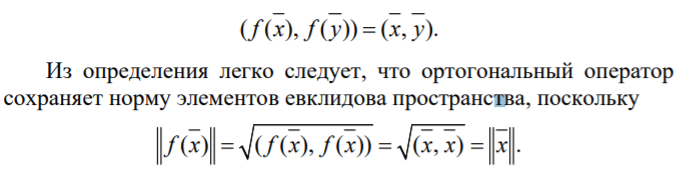 (f(x̅), f(y̅)) = (x̅, y̅).
Из определения легко следует, что ортогональный оператор
сохраняет норму элементов евклидова пространства, поскольку
‖f(x̅)‖ = √(f(x̅), f(x̅)) = √(x̅, x̅) = ‖x̅‖.